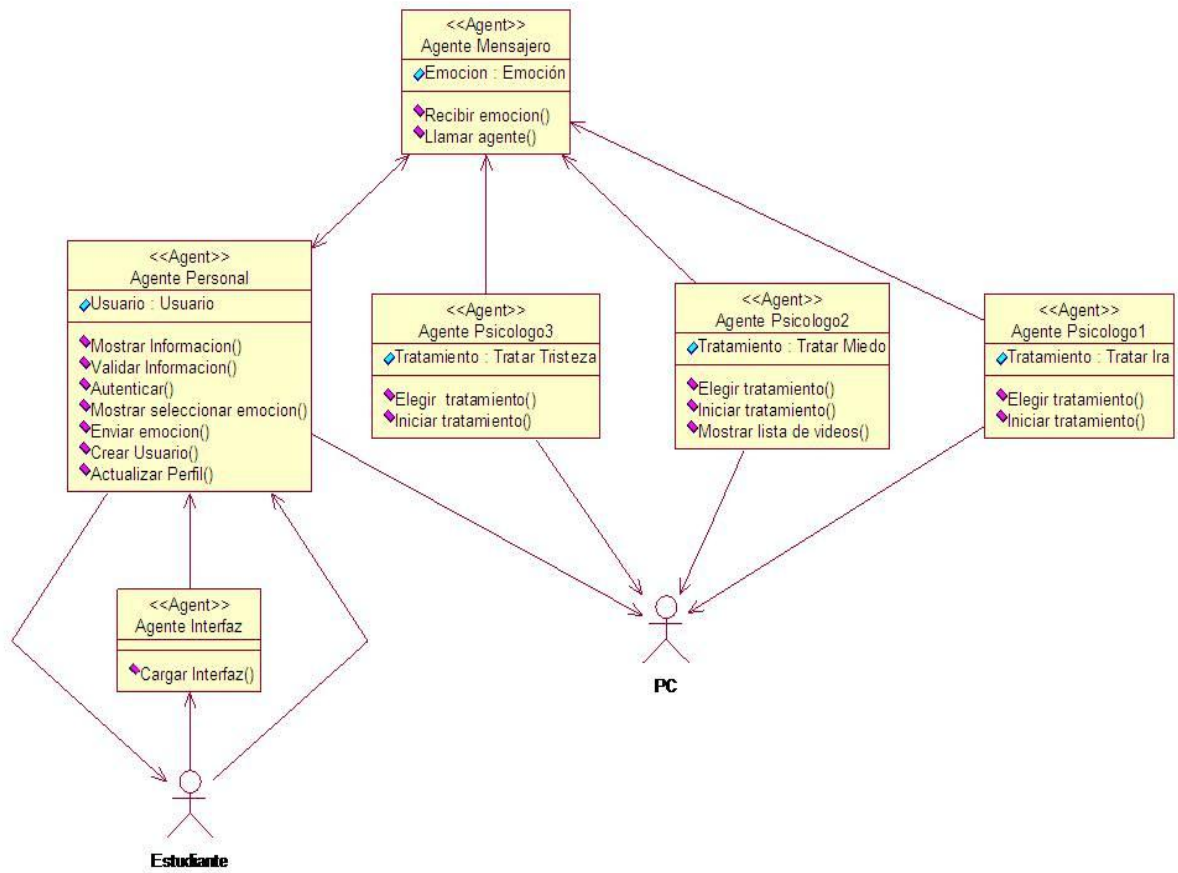 <<Agent>>
Agente Mensajero
Emocion : Emoción
Recibir emocion()
Llamar agente()
<<Agent>>
Agente Personal
Usuario : Usuario
Mostrar Informacion()
Validar Informacion()
Autenticar()
Mostrar seleccionar emocion()
Enviar emocion()
Crear Usuario()
Actualizar Perfil()
<<Agent>>
Agente Psicologo3
Tratamiento : Tratar Tristeza
Elegir tratamiento()
Iniciar tratamiento()
<<Agent>>
Agente Psicologo2
Tratamiento : Tratar Miedo
Elegir tratamiento()
Iniciar tratamiento()
Mostrar lista de videos()
<<Agent>>
Agente Psicologo1
Tratamiento : Tratar Ira
Elegir tratamiento()
Iniciar tratamiento()
<<Agent>>
Agente Interfaz
Cargar Interfaz()
PC
Estudiante